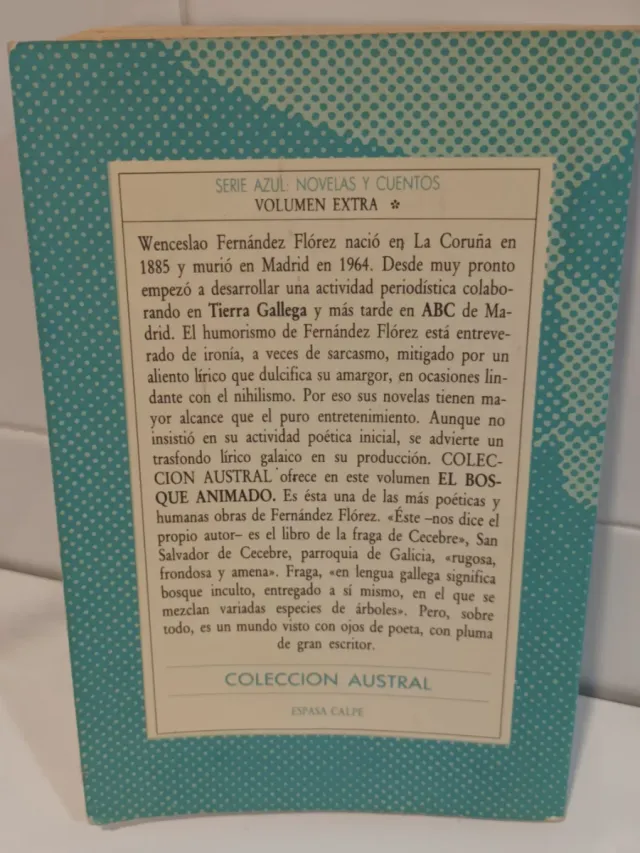 SERIE AZUL: NOVELAS Y CUENTOS
VOLUMEN EXTRA *
Wenceslao Fernández Flórez nació en La Coruña en
1885 y murió en Madrid en 1964. Desde muy pronto
empezó a desarrollar una actividad periodística colabo-
rando en Tierra Gallega y más tarde en ABC de Ma-
drid. El humorismo de Fernández Flórez está entreve-
rado de ironía, a veces de sarcasmo, mitigado por un
aliento lírico que dulcifica su amargor, en ocasiones lin-
dante con el nihilismo. Por eso sus novelas tienen ma-
yor alcance que el puro entretenimiento. Aunque no
insistió en su actividad poética inicial, se advierte un
trasfondo lírico galaico en su producción. COLEC-
CION AUSTRAL ofrece en este volumen EL BOS-
QUE ANIMADO. Es ésta una de las más poéticas y
humanas obras de Fernández Flórez. «Éste –nos dice el
propio autor– es el libro de la fraga de Cecebre», San
Salvador de Cecebre, parroquia de Galicia, «rugosa,
frondosa y amena». Fraga, «en lengua gallega significa
bosque inculto, entregado a sí mismo, en el que se
mezclan variadas especies de árboles». Pero, sobre
todo, es un mundo visto con ojos de poeta, con pluma
de gran escritor.
COLECCION AUSTRAL
ESPASA CALPE